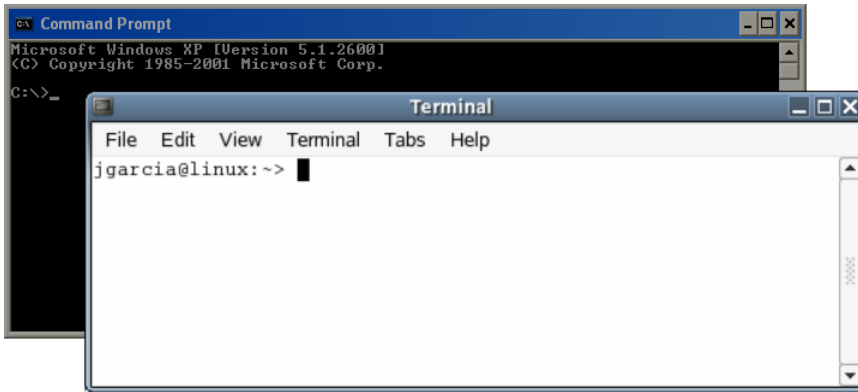 Command Prompt
Microsoft Windows XP [Version 5.1.2600]
(C) Copyright 1985-2001 Microsoft Corp.
C:\>_
Terminal
File Edit View Terminal Tabs Help
jgarcia@linux:~>